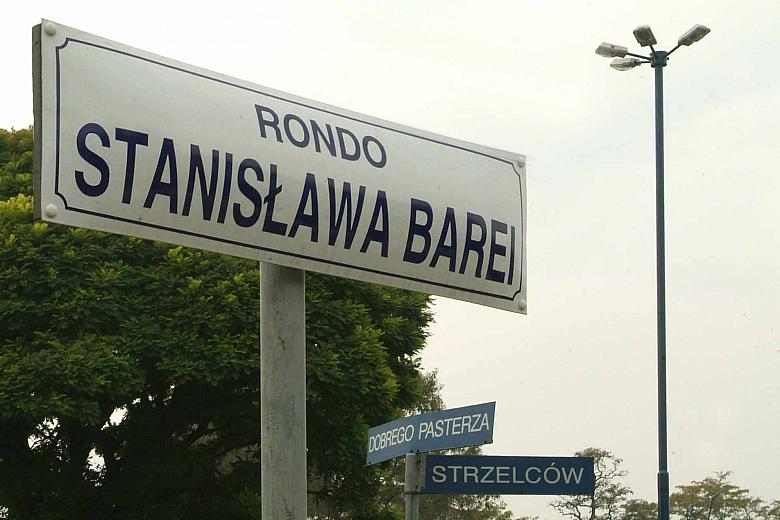 RONDO
STANISŁAWA BAREI
DOBREGO PASTERZA
STRZELCÓW